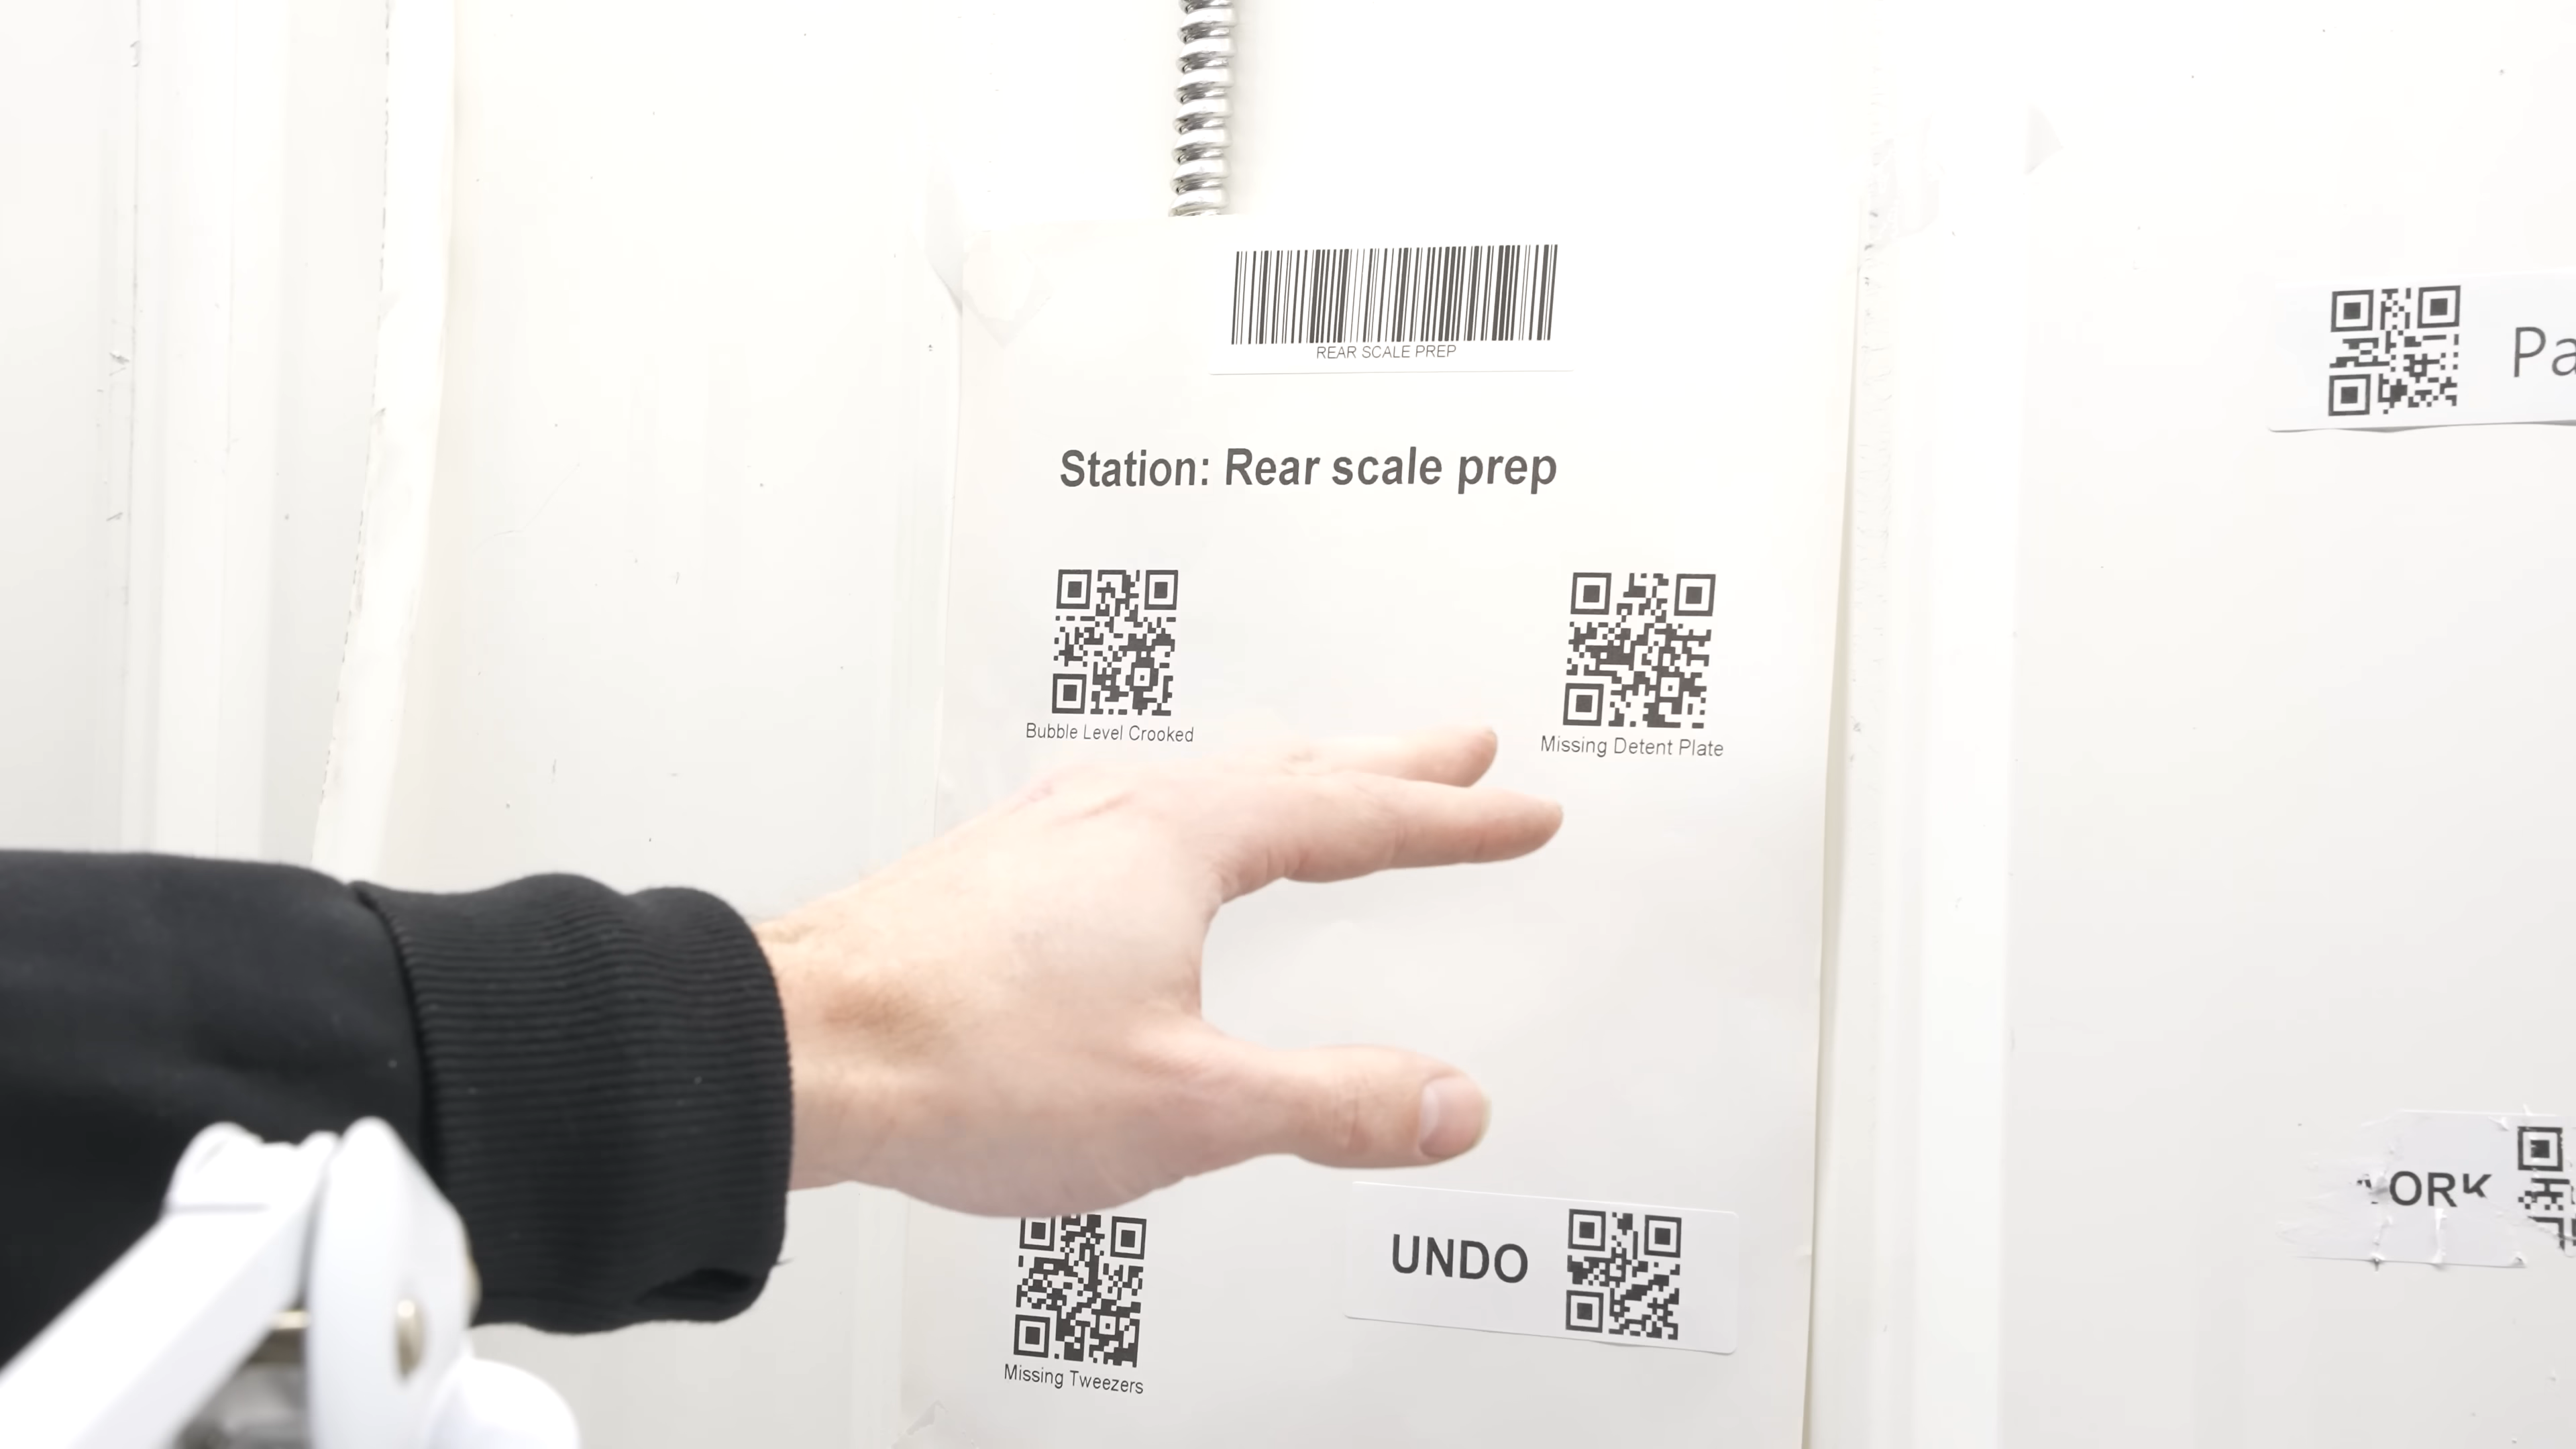 REAR SCALE PREP
Station: Rear scale prep
Bubble Level Crooked
Missing Detent Plate
Missing Tweezers
UNDO